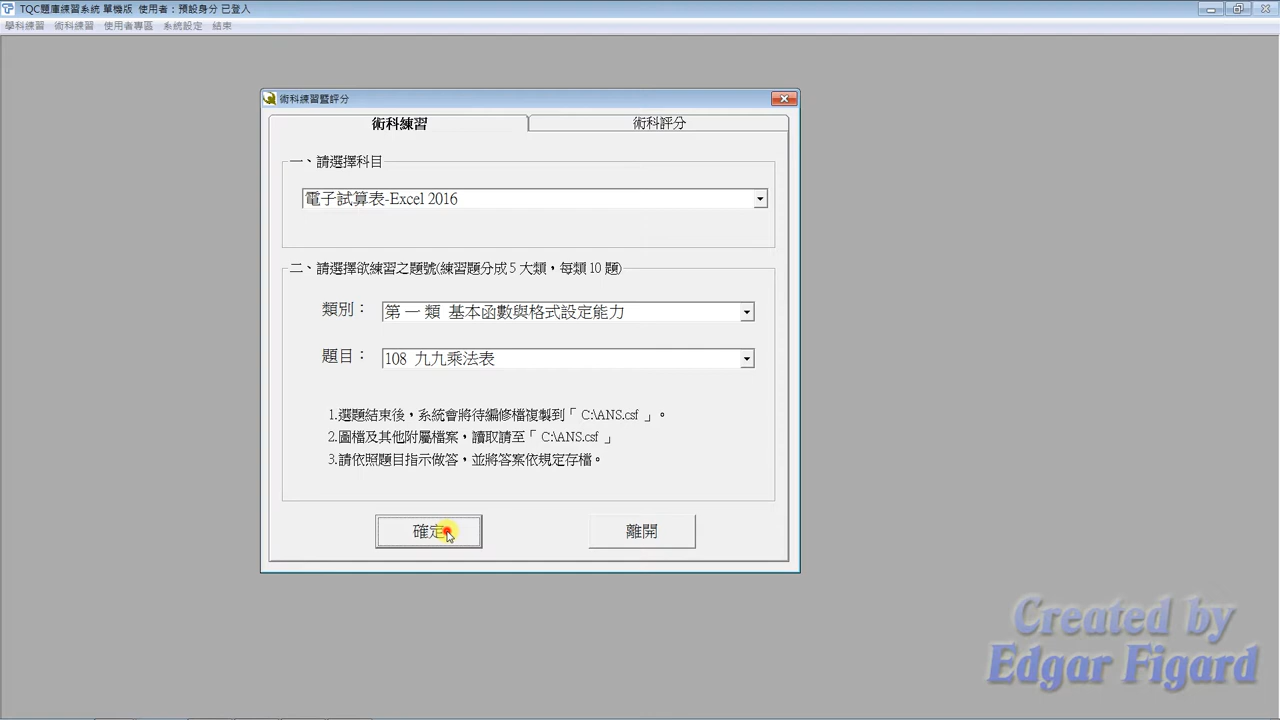 TQC題庫練習系統 單機版 使用者：預設身分 已登入
學科練習 術科練習 使用者專區 系統設定 結束
術科練習暨評分
術科練習 術科評分
一、請選擇科目
電子試算表-Excel 2016
二、請選擇欲練習之題號(練習題分成 5 大類，每類 10 題)
類別： 第 一 類 基本函數與格式設定能力
題目： 108 九九乘法表
1.選題結束後，系統會將待編修檔複製到「 C:\ANS.csf 」。
2.圖檔及其他附屬檔案，讀取請至「 C:\ANS.csf 」
3.請依照題目指示做答，並將答案依規定存檔。
確定 離開
Created by
Edgar Figard